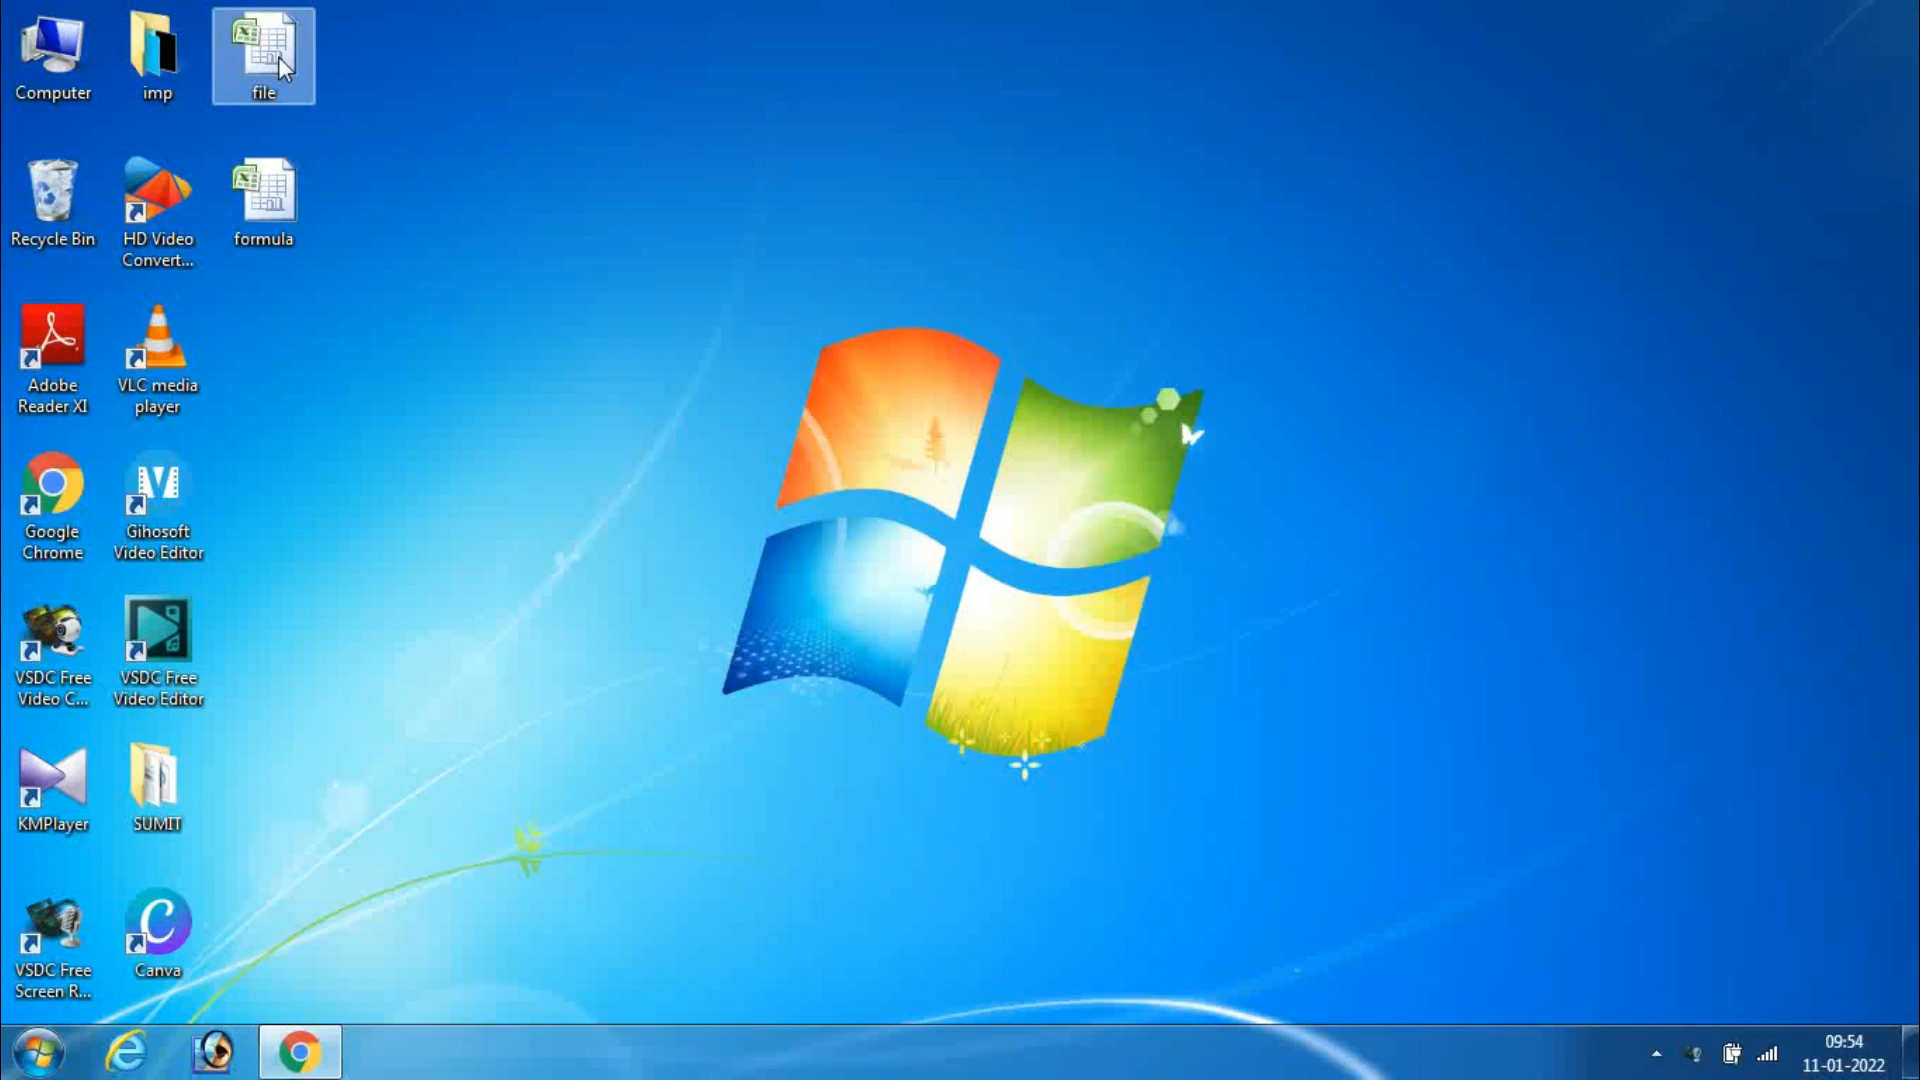 Computer
imp
file
Recycle Bin
HD Video
Convert...
formula
Adobe
Reader XI
VLC media
player
Google
Chrome
Gihosoft
Video Editor
VSDC Free
Video C...
VSDC Free
Video Editor
KMPlayer
SUMIT
VSDC Free
Screen R...
Canva
09:54
11-01-2022